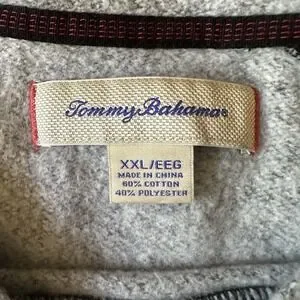 Tommy Bahama
XXL/EEG
MADE IN CHINA
60% COTTON
40% POLYESTER